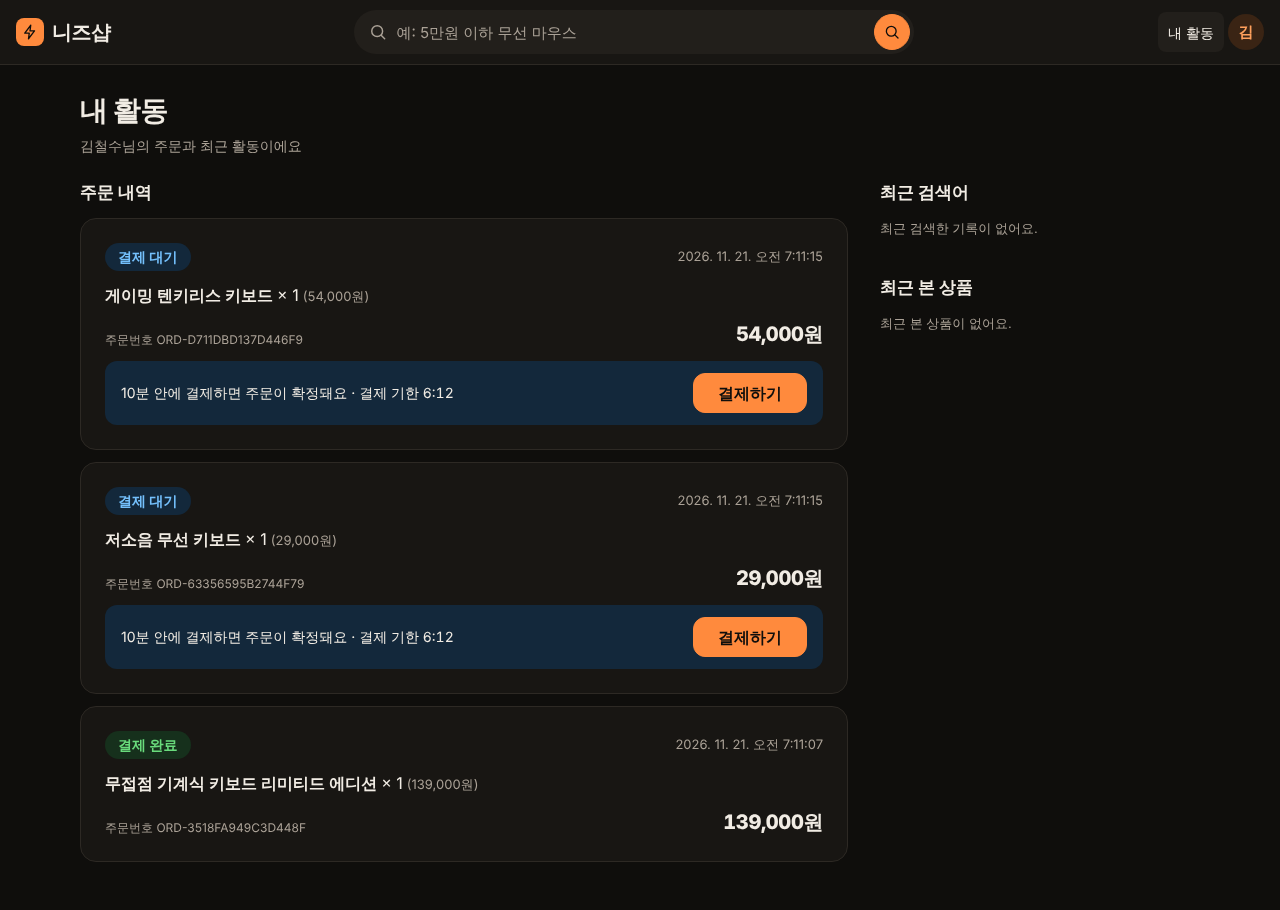 니즈샵
예: 5만원 이하 무선 마우스
내 활동
김
내 활동
김철수님의 주문과 최근 활동이에요
주문 내역
결제 대기
2026. 11. 21. 오전 7:11:15
게이밍 텐키리스 키보드 × 1 (54,000원)
주문번호 ORD-D711DBD137D446F9
54,000원
10분 안에 결제하면 주문이 확정돼요 · 결제 기한 6:12
결제하기
결제 대기
2026. 11. 21. 오전 7:11:15
저소음 무선 키보드 × 1 (29,000원)
주문번호 ORD-63356595B2744F79
29,000원
10분 안에 결제하면 주문이 확정돼요 · 결제 기한 6:12
결제하기
결제 완료
2026. 11. 21. 오전 7:11:07
무접점 기계식 키보드 리미티드 에디션 × 1 (139,000원)
주문번호 ORD-3518FA949C3D448F
139,000원
최근 검색어
최근 검색한 기록이 없어요.
최근 본 상품
최근 본 상품이 없어요.